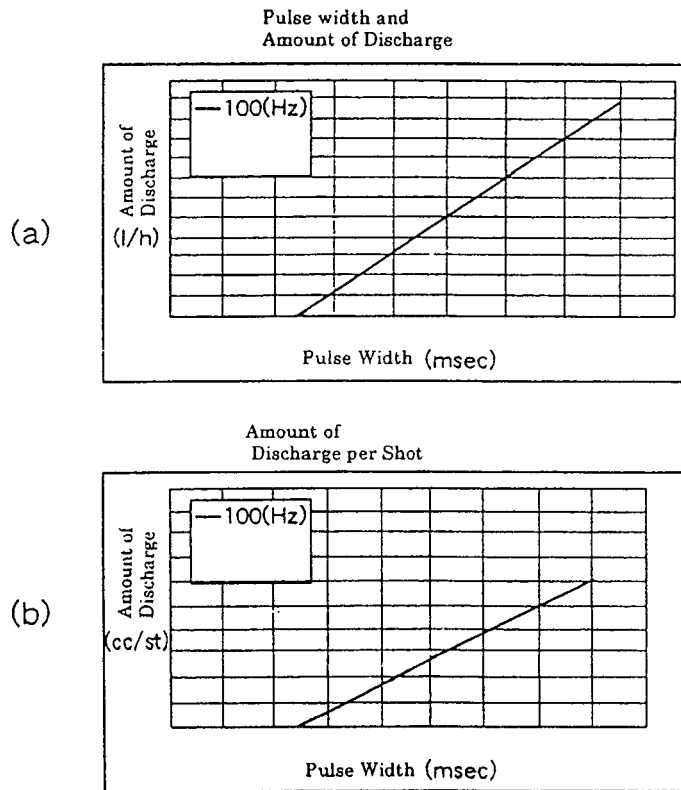 Pulse width and
Amount of Discharge
100(Hz)
Amount of
Discharge
(l/h)
(a)
Pulse Width (msec)
Amount of
Discharge per Shot
100(Hz)
Amount of
Discharge
(cc/st)
(b)
Pulse Width (msec)